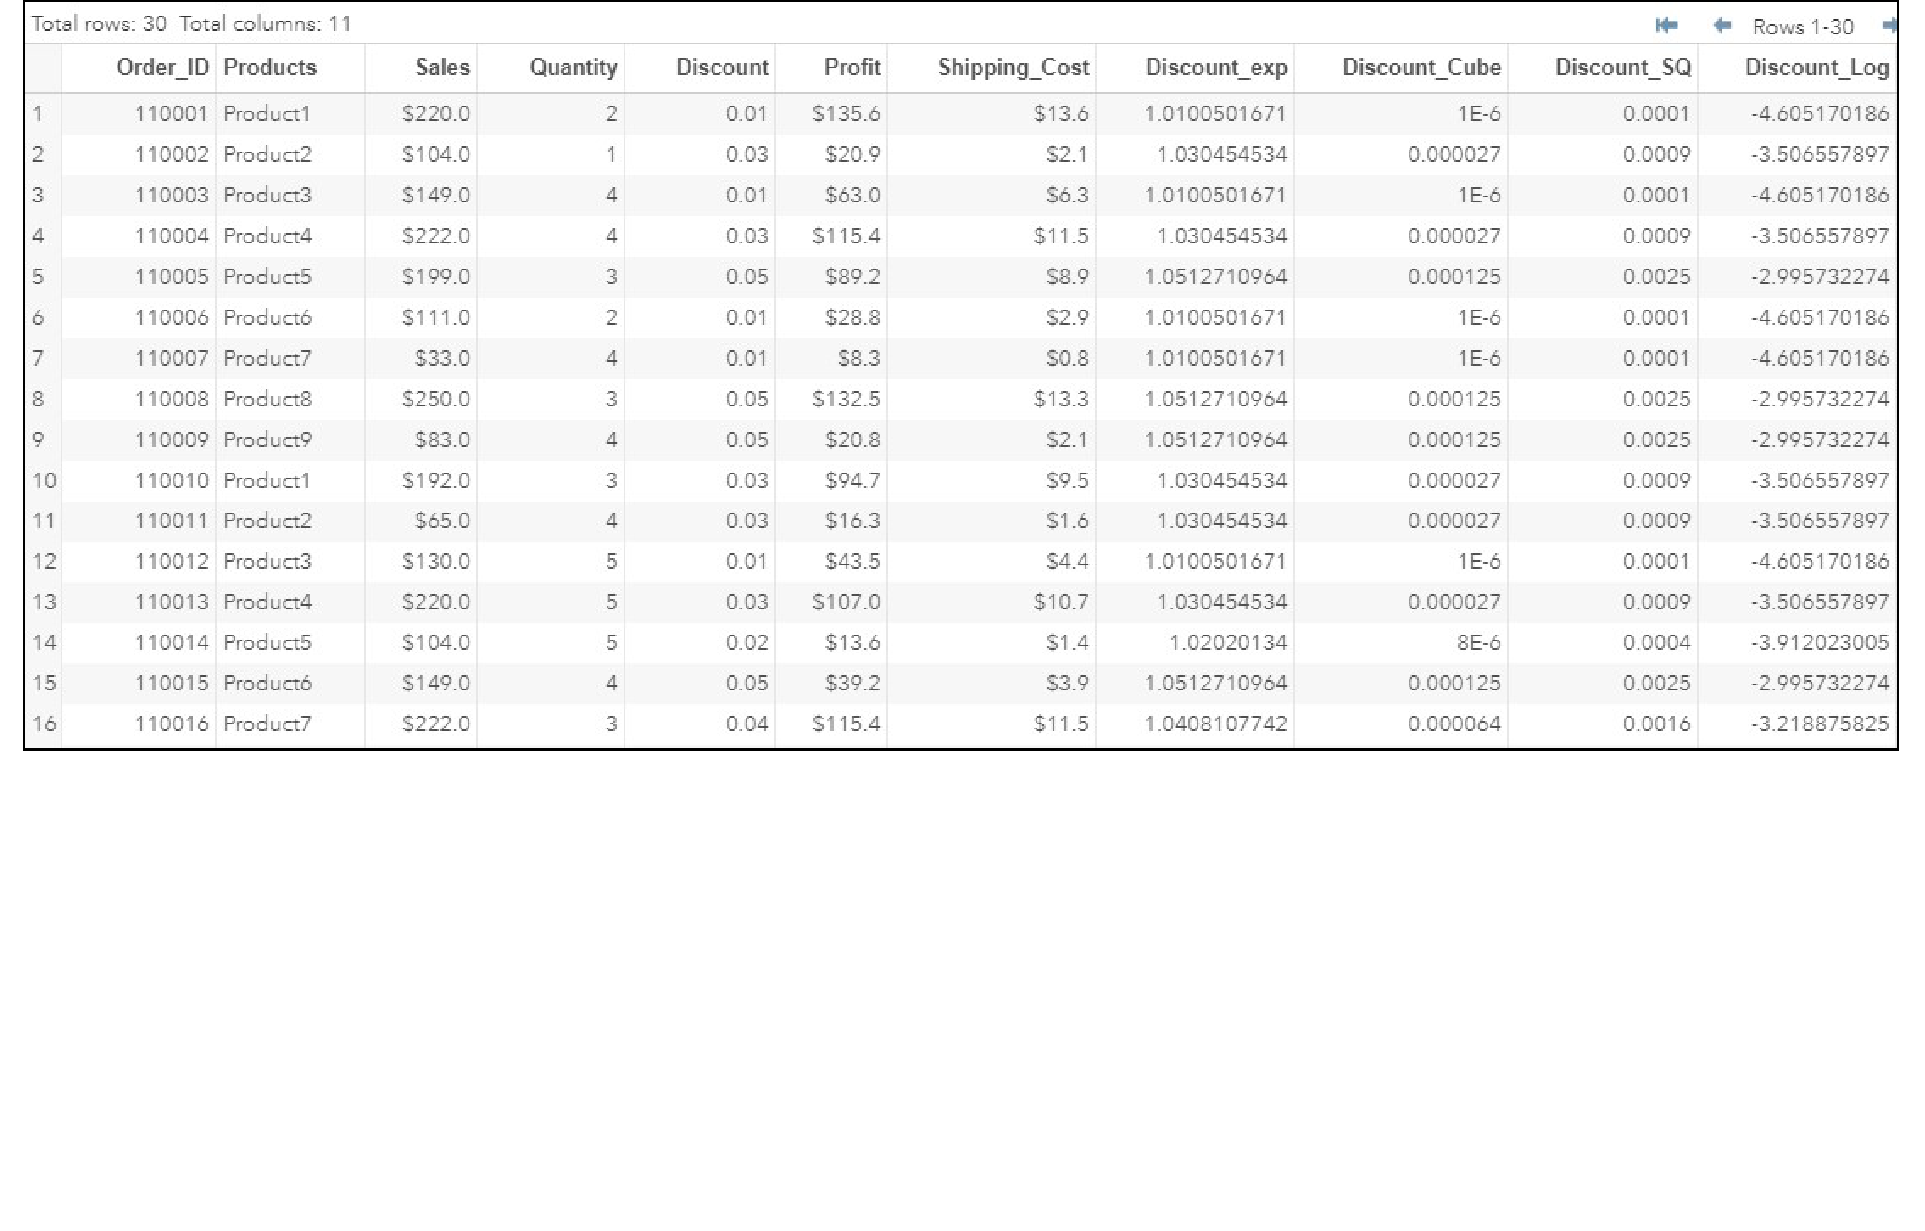 Total rows: 30 Total columns: 11 Rows 1-30
Order_ID Products Sales Quantity Discount Profit Shipping_Cost Discount_exp Discount_Cube Discount_SQ Discount_Log
1 110001 Product1 $220.0 2 0.01 $135.6 $13.6 1.0100501671 1E-6 0.0001 -4.605170186
2 110002 Product2 $104.0 1 0.03 $20.9 $2.1 1.030454534 0.000027 0.0009 -3.506557897
3 110003 Product3 $149.0 4 0.01 $63.0 $6.3 1.0100501671 1E-6 0.0001 -4.605170186
4 110004 Product4 $222.0 4 0.03 $115.4 $11.5 1.030454534 0.000027 0.0009 -3.506557897
5 110005 Product5 $199.0 3 0.05 $89.2 $8.9 1.0512710964 0.000125 0.0025 -2.995732274
6 110006 Product6 $111.0 2 0.01 $28.8 $2.9 1.0100501671 1E-6 0.0001 -4.605170186
7 110007 Product7 $33.0 4 0.01 $8.3 $0.8 1.0100501671 1E-6 0.0001 -4.605170186
8 110008 Product8 $250.0 3 0.05 $132.5 $13.3 1.0512710964 0.000125 0.0025 -2.995732274
9 110009 Product9 $83.0 4 0.05 $20.8 $2.1 1.0512710964 0.000125 0.0025 -2.995732274
10 110010 Product1 $192.0 3 0.03 $94.7 $9.5 1.030454534 0.000027 0.0009 -3.506557897
11 110011 Product2 $65.0 4 0.03 $16.3 $1.6 1.030454534 0.000027 0.0009 -3.506557897
12 110012 Product3 $130.0 5 0.01 $43.5 $4.4 1.0100501671 1E-6 0.0001 -4.605170186
13 110013 Product4 $220.0 5 0.03 $107.0 $10.7 1.030454534 0.000027 0.0009 -3.506557897
14 110014 Product5 $104.0 5 0.02 $13.6 $1.4 1.02020134 8E-6 0.0004 -3.912023005
15 110015 Product6 $149.0 4 0.05 $39.2 $3.9 1.0512710964 0.000125 0.0025 -2.995732274
16 110016 Product7 $222.0 3 0.04 $115.4 $11.5 1.0408107742 0.000064 0.0016 -3.218875825